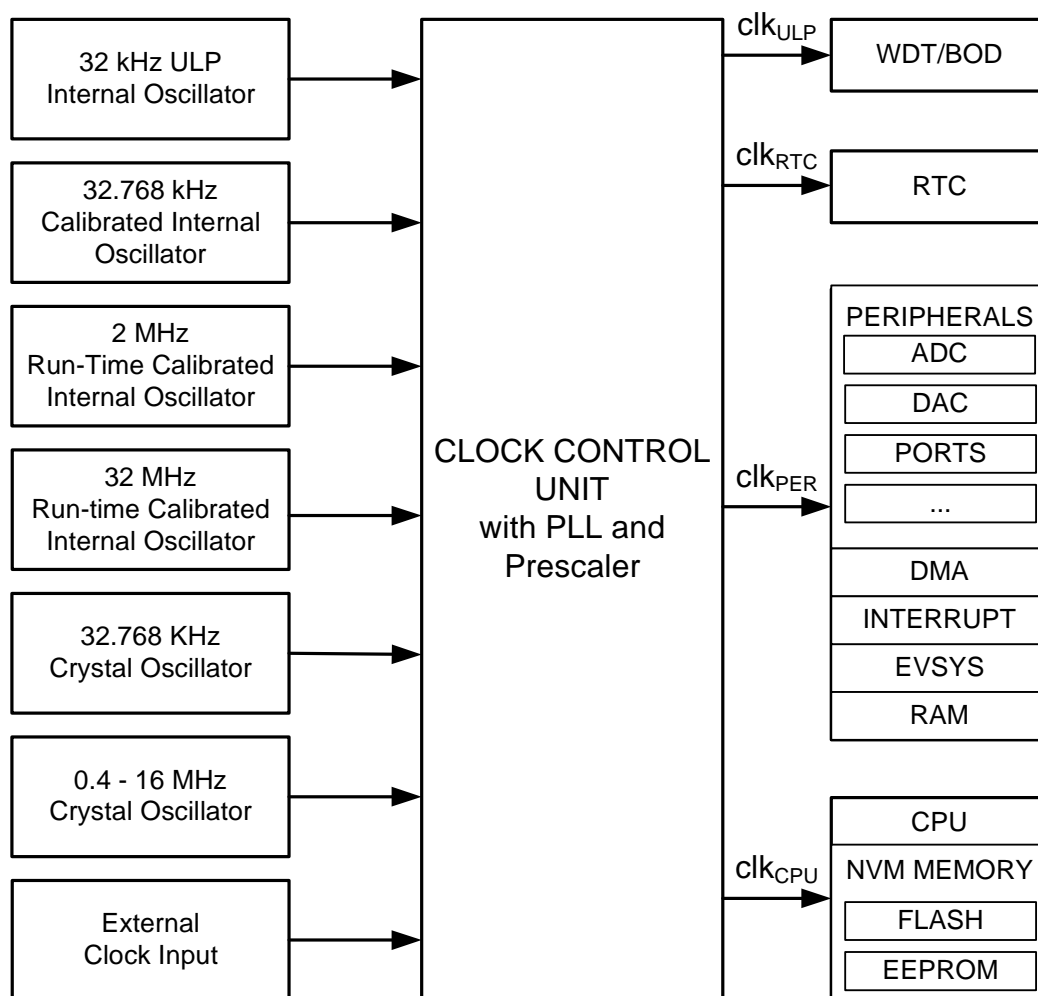 32 kHz ULP
Internal Oscillator
32.768 kHz
Calibrated Internal
Oscillator
2 MHz
Run-Time Calibrated
Internal Oscillator
32 MHz
Run-time Calibrated
Internal Oscillator
32.768 KHz
Crystal Oscillator
0.4 - 16 MHz
Crystal Oscillator
External
Clock Input
CLOCK CONTROL
UNIT
with PLL and
Prescaler
clkULP
clkRTC
clkPER
clkCPU
WDT/BOD
RTC
PERIPHERALS
ADC
DAC
PORTS
...
DMA
INTERRUPT
EVSYS
RAM
CPU
NVM MEMORY
FLASH
EEPROM